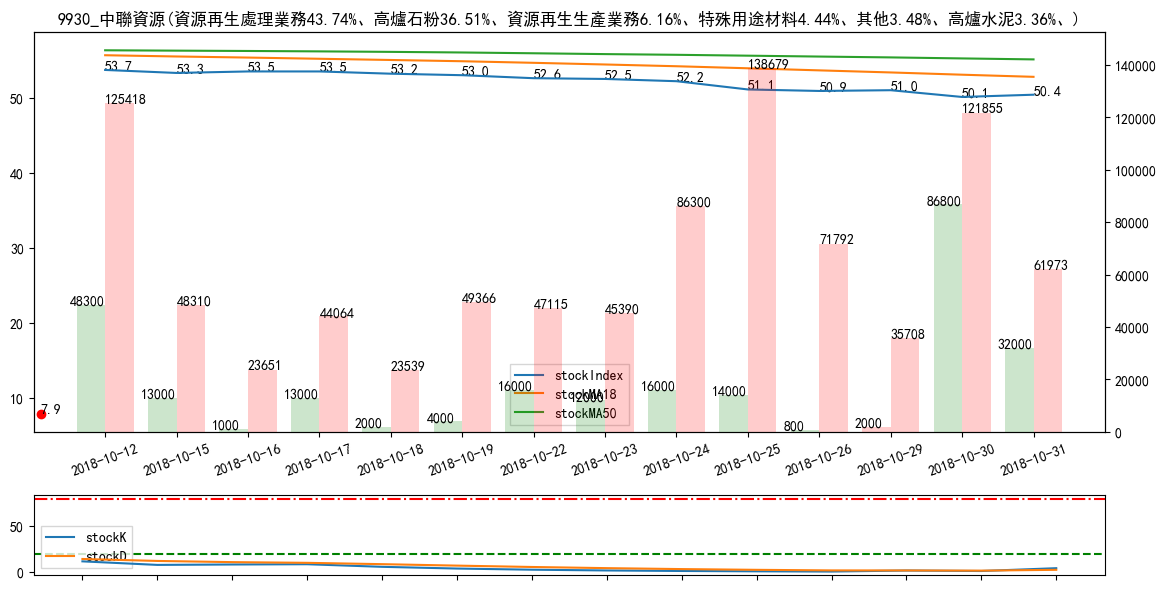 9930_中聯資源(資源再生處理業務43.74%、高爐石粉36.51%、資源再生生產業務6.16%、特殊用途材料4.44%、其他3.48%、高爐水泥3.36%、)
53.7 53.3 53.5 53.5 53.2 53.0 52.6 52.5 52.2 51.1 50.9 51.0 50.1 50.4
50 40 30 20 10
140000 120000 100000 80000 60000 40000 20000 0
125418 48310 23651 44064 23539 49366 47115 45390 86300 138679 71792 35708 121855 61973
48300 13000 1000 13000 2000 4000 16000 12000 16000 14000 800 2000 86800 32000
7.9
stockIndex
stockMA18
stockMA50
2018-10-12 2018-10-15 2018-10-16 2018-10-17 2018-10-18 2018-10-19 2018-10-22 2018-10-23 2018-10-24 2018-10-25 2018-10-26 2018-10-29 2018-10-30 2018-10-31
50
0
stockK
stockD